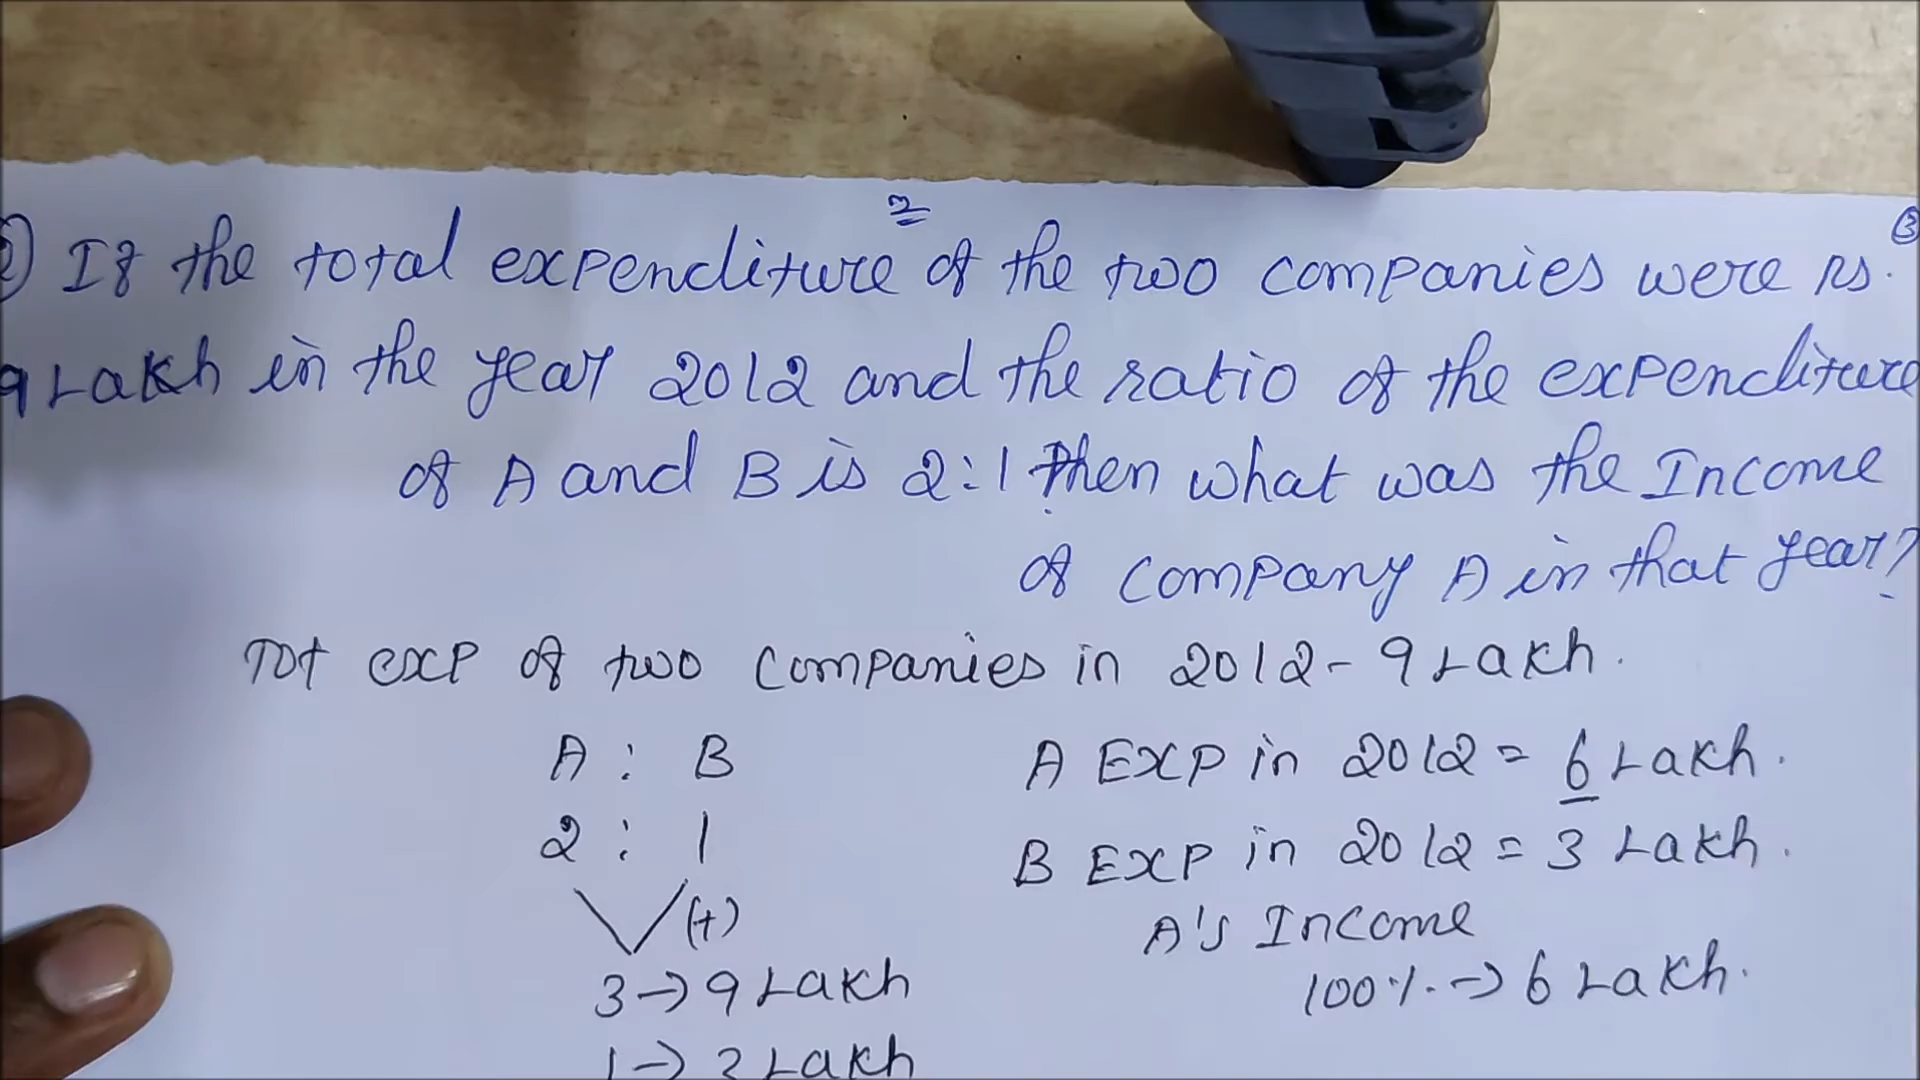 ③
2) If the total expenditure of the two companies were Rs.
9 Lakh in the year 2012 and the ratio of the expenditure
of A and B is 2:1 then what was the Income
of company A in that year?
Tot exp of two companies in 2012 - 9 Lakh.
A : B
2 : 1
(+)
3 → 9 Lakh
1 → 3 Lakh
A Exp in 2012 = 6 Lakh.
B Exp in 2012 = 3 Lakh.
A's Income
100% → 6 Lakh.